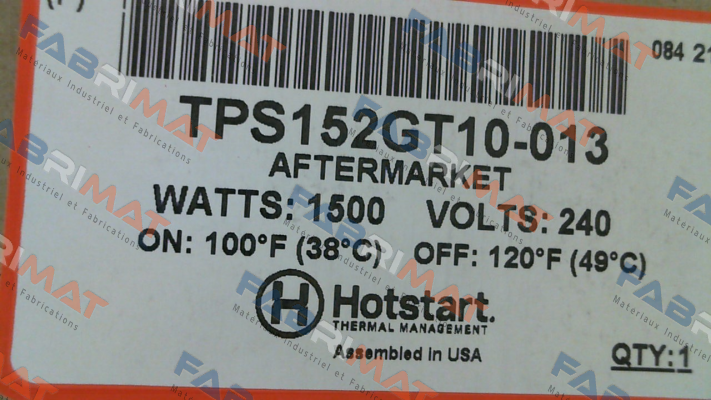 (P)
084 21
TPS152GT10-013
AFTERMARKET
WATTS: 1500 VOLTS: 240
ON: 100°F (38°C) OFF: 120°F (49°C)
H Hotstart.
THERMAL MANAGEMENT
Assembled in USA
QTY:1
FABRIMAT
Matériaux Industriel et Fabrications